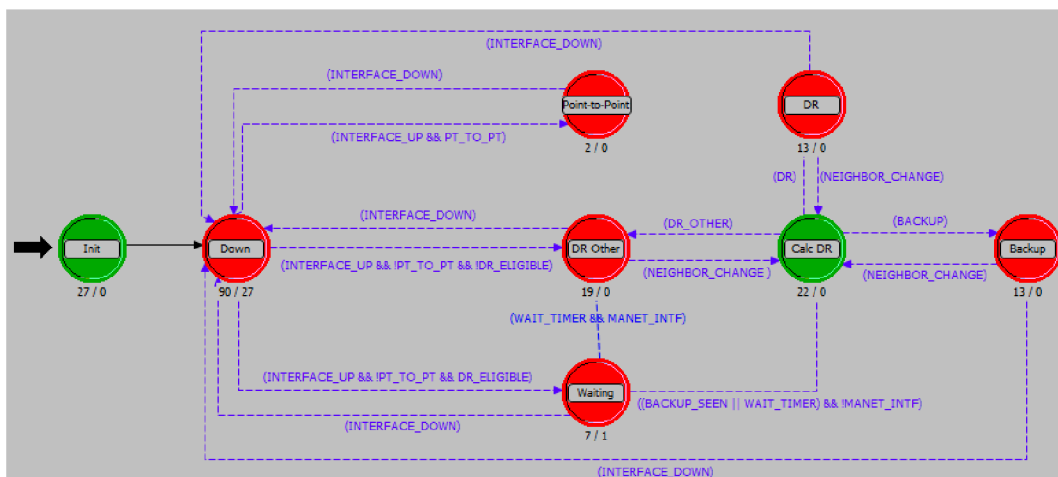 (INTERFACE_DOWN)
(INTERFACE_DOWN)
Point-to-Point
DR
(INTERFACE_UP && PT_TO_PT)
2 / 0
13 / 0
(DR)
(NEIGHBOR_CHANGE)
(INTERFACE_DOWN)
(DR_OTHER)
(BACKUP)
Init
Down
DR Other
Calc DR
Backup
(INTERFACE_UP && !PT_TO_PT && !DR_ELIGIBLE)
(NEIGHBOR_CHANGE )
(NEIGHBOR_CHANGE)
27 / 0
90 / 27
19 / 0
22 / 0
13 / 0
(WAIT_TIMER && MANET_INTF)
(INTERFACE_UP && !PT_TO_PT && DR_ELIGIBLE)
Waiting
((BACKUP_SEEN || WAIT_TIMER) && !MANET_INTF)
(INTERFACE_DOWN)
7 / 1
(INTERFACE_DOWN)